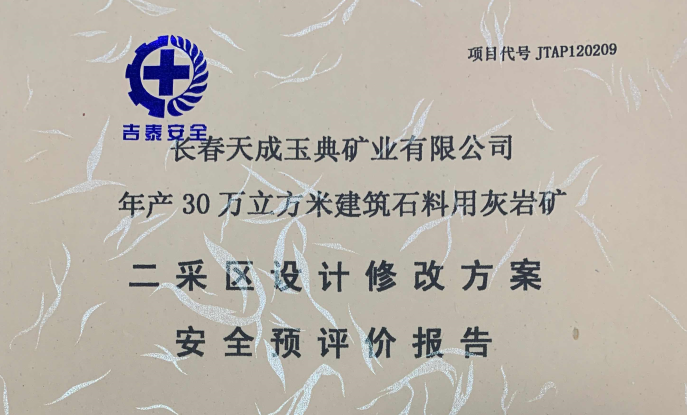 项目代号 JTAP120209
吉泰安全
长春天成玉典矿业有限公司
年产 30 万立方米建筑石料用灰岩矿
二采区设计修改方案
安全预评价报告